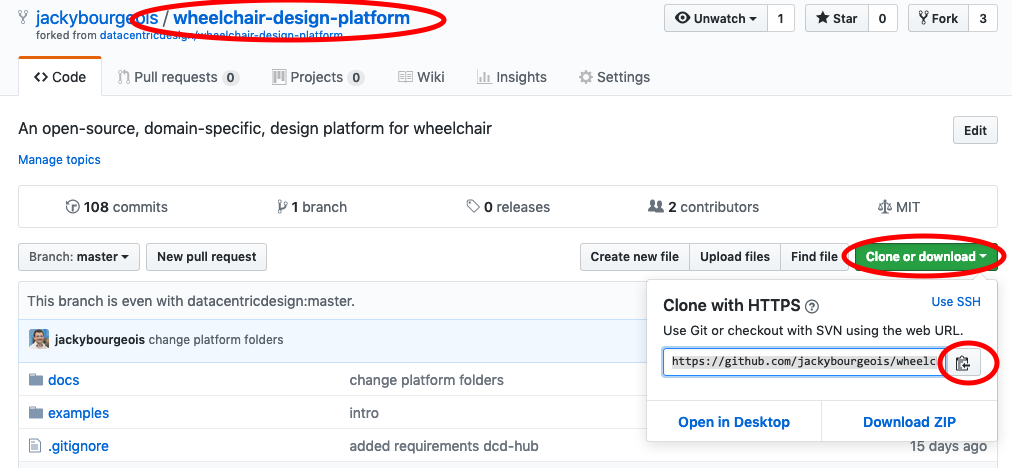 jackybourgeois / wheelchair-design-platform
Unwatch 1 Star 0 Fork 3
forked from datacentricdesign/wheelchair-design-platform
Code Pull requests 0 Projects 0 Wiki Insights Settings
An open-source, domain-specific, design platform for wheelchair
Edit
Manage topics
108 commits 1 branch 0 releases 2 contributors MIT
Branch: master New pull request Create new file Upload files Find file Clone or download
This branch is even with datacentricdesign:master.
Clone with HTTPS ? Use SSH
Use Git or checkout with SVN using the web URL.
jackybourgeois change platform folders
https://github.com/jackybourgeois/wheelc
docs change platform folders
examples intro
Open in Desktop Download ZIP
.gitignore added requirements dcd-hub 15 days ago